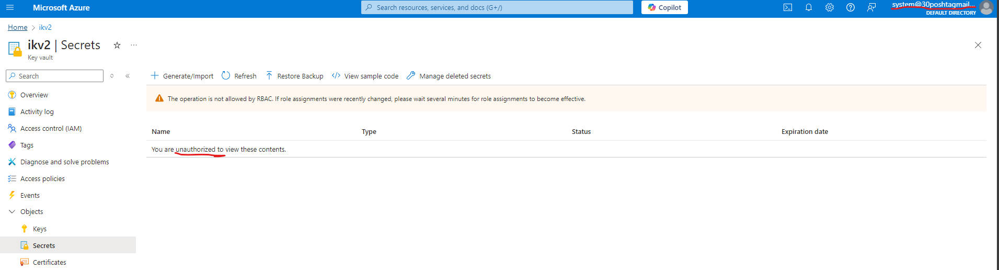 Microsoft Azure
Search resources, services, and docs (G+/)
Copilot
system@30poshtagmail...
DEFAULT DIRECTORY
Home > ikv2
ikv2 | Secrets
Key vault
Search
Generate/Import
Refresh
Restore Backup
View sample code
Manage deleted secrets
Overview
Activity log
Access control (IAM)
Tags
Diagnose and solve problems
Access policies
Events
Objects
Keys
Secrets
Certificates
The operation is not allowed by RBAC. If role assignments were recently changed, please wait several minutes for role assignments to become effective.
Name Type Status Expiration date
You are unauthorized to view these contents.